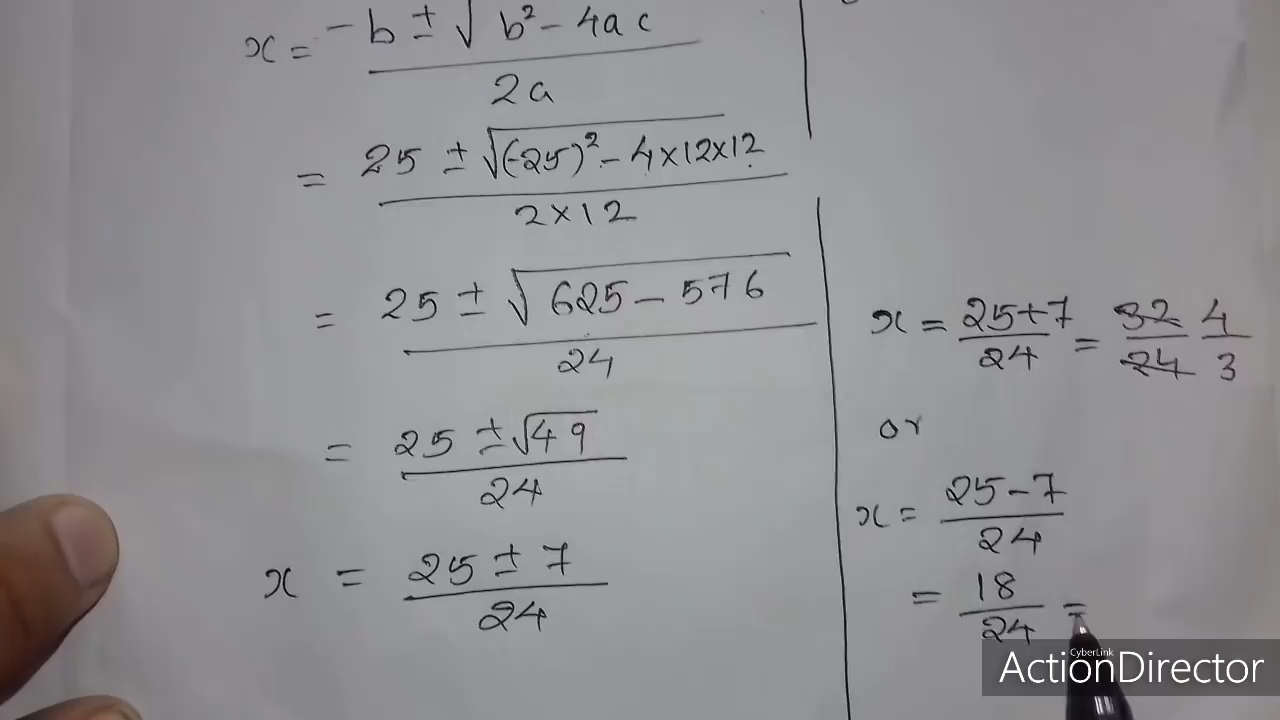 x = -b ± √b² - 4ac / 2a
= 25 ± √(-25)² - 4×12×12 / 2×12
= 25 ± √625 - 576 / 24
= 25 ± √49 / 24
x = 25 ± 7 / 24
x = 25+7 / 24 = 32 / 24 4 / 3
or
x = 25-7 / 24
= 18 / 24 =
CyberLink
ActionDirector